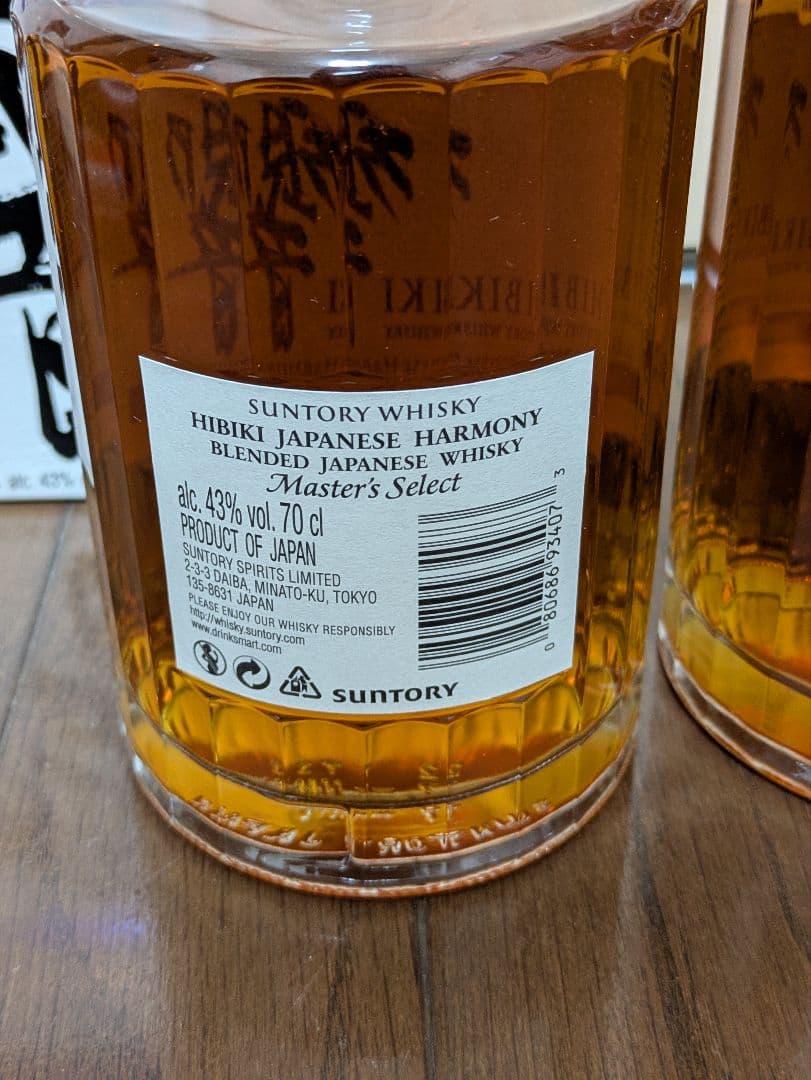 SUNTORY WHISKY
HIBIKI JAPANESE HARMONY
BLENDED JAPANESE WHISKY
Master's Select
alc. 43% vol. 70 cl
PRODUCT OF JAPAN
SUNTORY SPIRITS LIMITED
2-3-3 DAIBA, MINATO-KU, TOKYO
135-8631 JAPAN
PLEASE ENJOY OUR WHISKY RESPONSIBLY
http://whisky.suntory.com
www.drinksmart.com
SUNTORY
0 80686 93407 3
alc. 43%